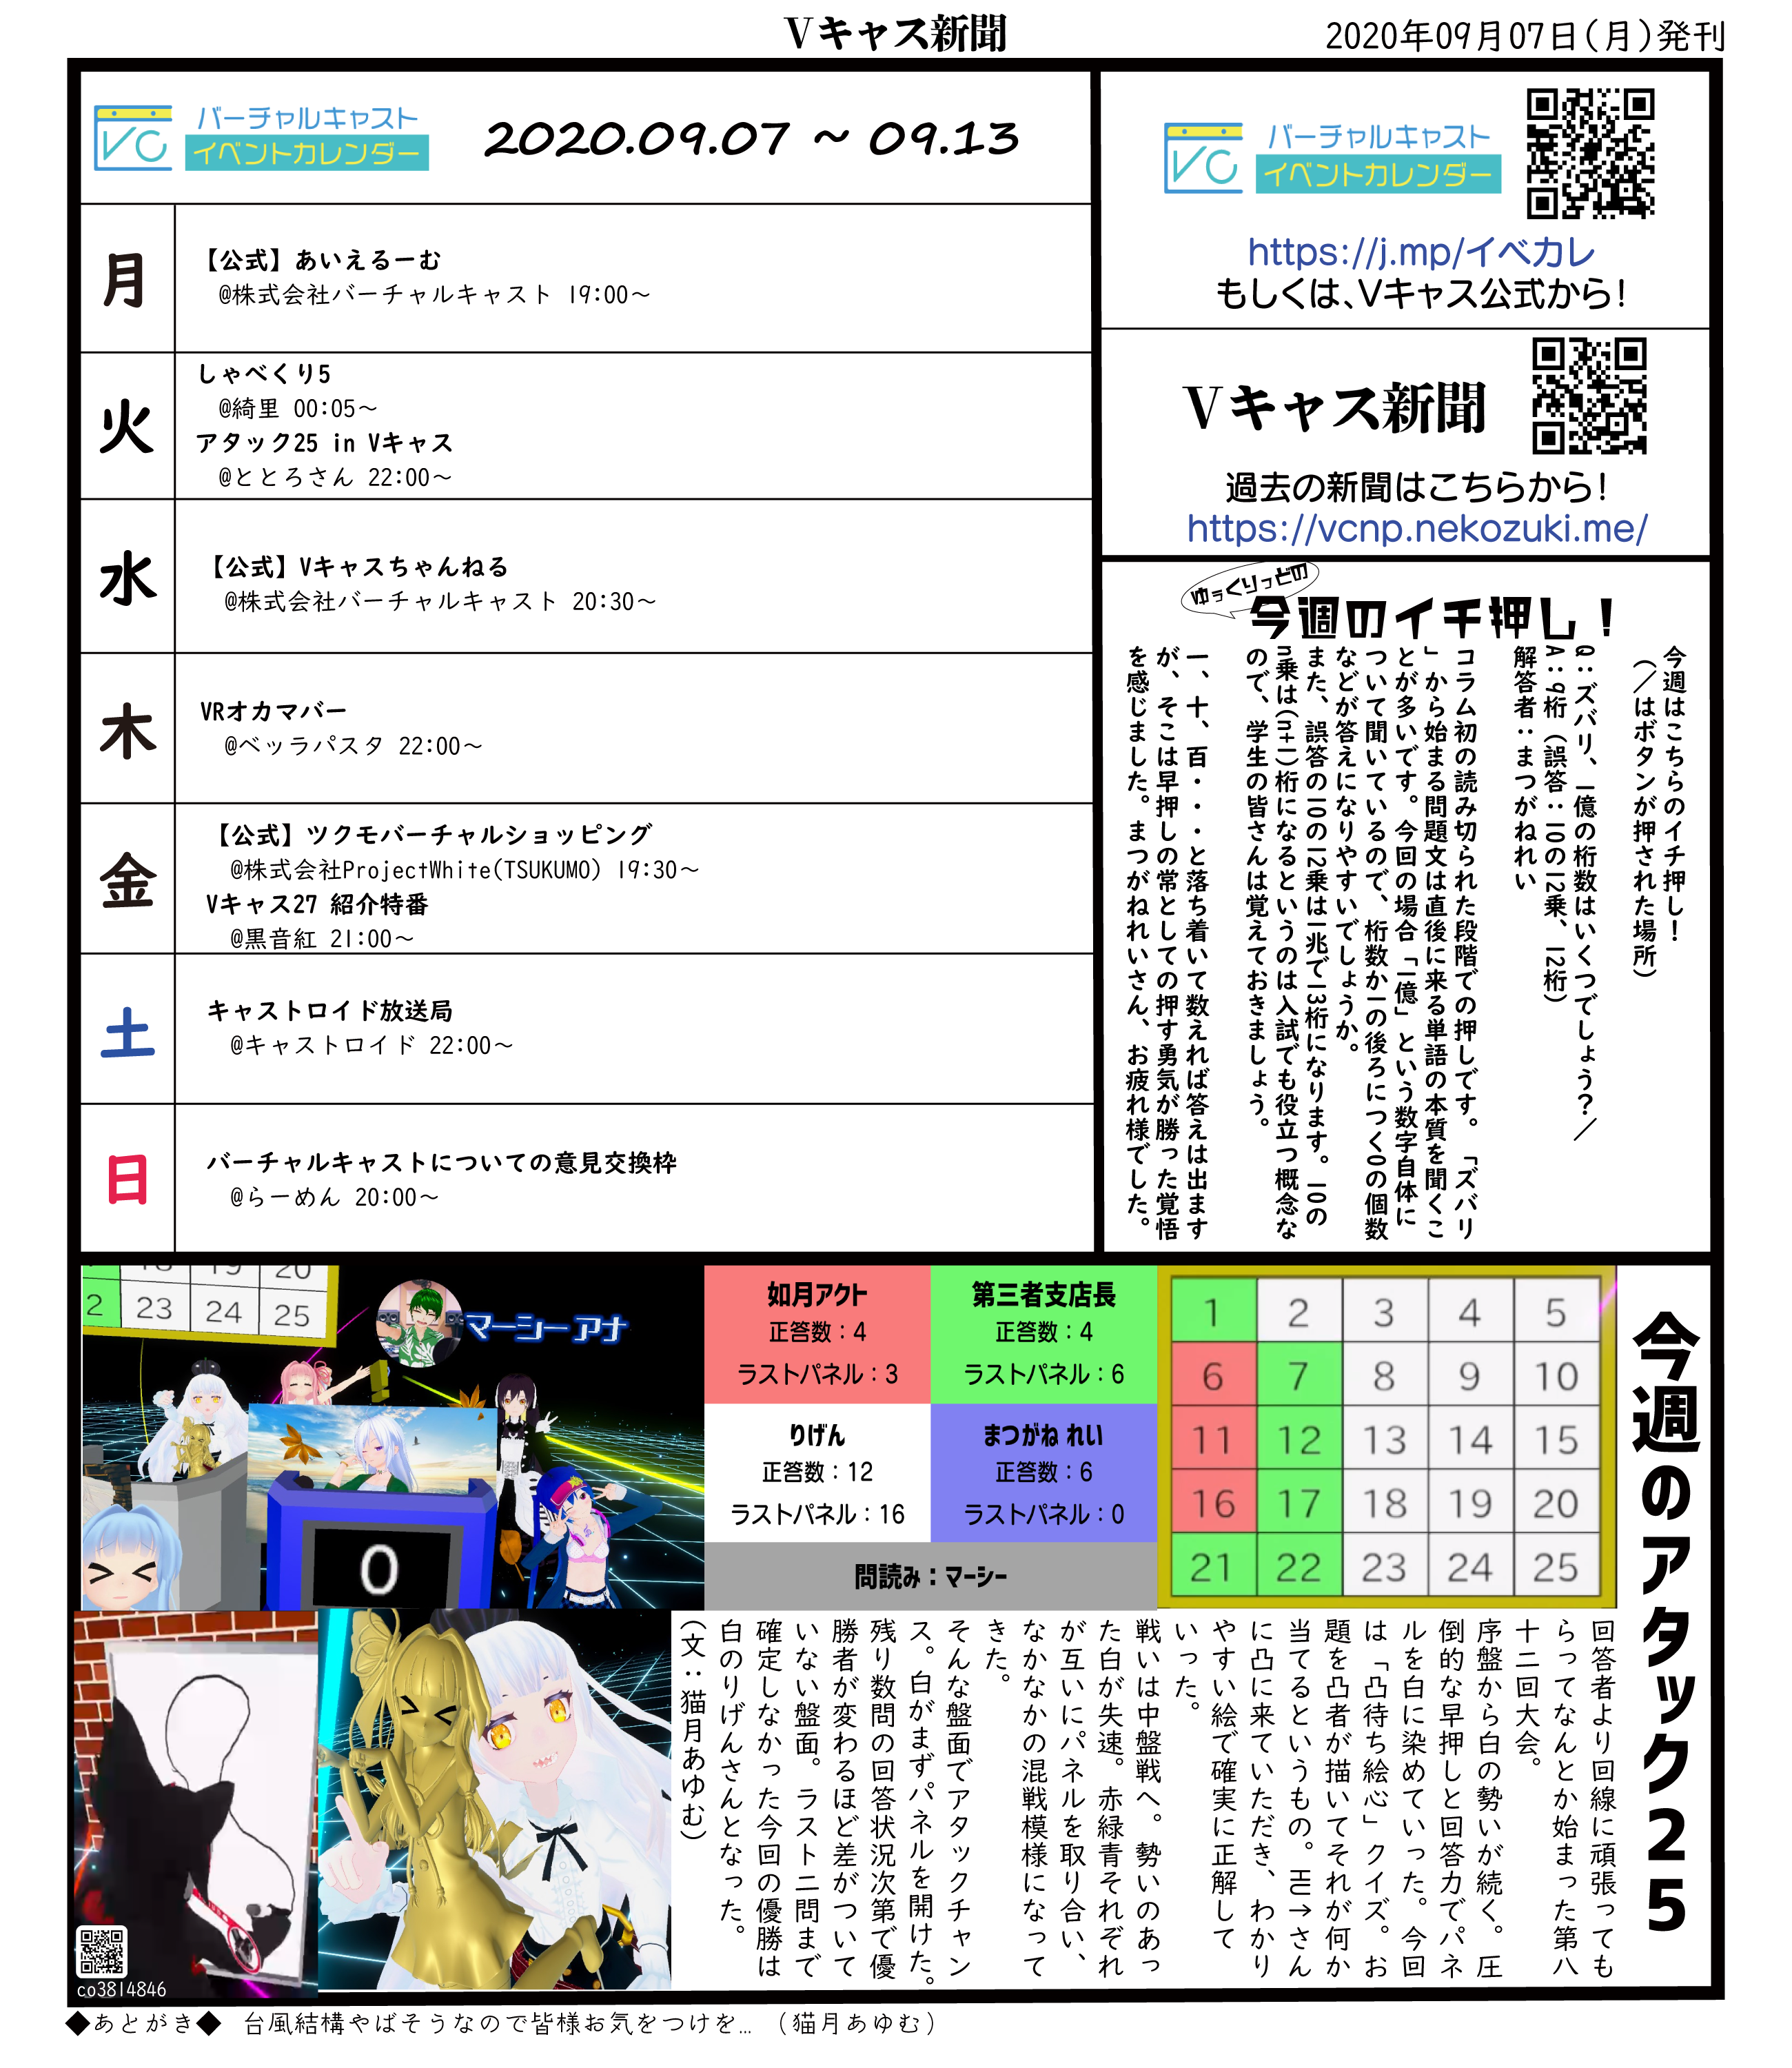 Vキャス新聞
2020年09月07日(月)発刊
VC
バーチャルキャスト
イベントカレンダー
2020.09.07 ~ 09.13
月
【公式】あいえるーむ
@株式会社バーチャルキャスト 19:00~
火
しゃべくり5
@綺里 00:05~
アタック25 in Vキャス
@ととろさん 22:00~
水
【公式】Vキャスちゃんねる
@株式会社バーチャルキャスト 20:30~
木
VRオカマバー
@ベッラパスタ 22:00~
金
【公式】ツクモバーチャルショッピング
@株式会社ProjectWhite(TSUKUMO) 19:30~
Vキャス27 紹介特番
@黒音紅 21:00~
土
キャストロイド放送局
@キャストロイド 22:00~
日
バーチャルキャストについての意見交換枠
@らーめん 20:00~
VC
バーチャルキャスト
イベントカレンダー
https://j.mp/イベカレ
もしくは、Vキャス公式から!
Vキャス新聞
過去の新聞はこちらから!
https://vcnp.nekozuki.me/
ゆっくりっどの
今週のイチ押し!
今週はこちらのイチ押し!
(／はボタンが押された場所)
Q:ズバリ、一億の桁数はいくつでしょう?／
A:9桁(誤答:10の12乗、12桁)
解答者:まつがねれい
コラム初の読み切られた段階での押しです。「ズバリ
」から始まる問題文は直後に来る単語の本質を聞くこ
とが多いです。今回の場合「一億」という数字自体に
ついて聞いているので、桁数か1の後ろにつく0の個数
などが答えになりやすいでしょうか。
また、誤答の10の12乗は1兆で13桁になります。10の
n乗は(n+1)桁になるというのは入試でも役立つ概念な
ので、学生の皆さんは覚えておきましょう。
一、十、百・・・と落ち着いて数えれば答えは出ます
が、そこは早押しの常としての押す勇気が勝った覚悟
を感じました。まつがねれいさん、お疲れ様でした。
18 19 20
2 23 24 25
マーシー アナ
0
如月アクト
正答数:4
ラストパネル:3
第三者支店長
正答数:4
ラストパネル:6
りげん
正答数:12
ラストパネル:16
まつがね れい
正答数:6
ラストパネル:0
問読み:マーシー
1 2 3 4 5
6 7 8 9 10
11 12 13 14 15
16 17 18 19 20
21 22 23 24 25
今週のアタック25
回答者より回線に頑張っても
らってなんとか始まった第八
十二回大会。
序盤から白の勢いが続く。圧
倒的な早押しと回答力でパネ
ルを白に染めていった。今回
は「凸待ち絵心」クイズ。お
題を凸者が描いてそれが何か
当てるというもの。HU→さん
に凸に来ていただき、わかり
やすい絵で確実に正解して
いった。
戦いは中盤戦へ。勢いのあっ
た白が失速。赤緑青それぞれ
が互いにパネルを取り合い、
なかなかの混戦模様になって
きた。
そんな盤面でアタックチャン
ス。白がまずパネルを開けた。
残り数問の回答状況次第で優
勝者が変わるほど差がついて
いない盤面。ラスト二問まで
確定しなかった今回の優勝は
白のりげんさんとなった。
(文:猫月あゆむ)
co3814846
◆あとがき◆ 台風結構やばそうなので皆様お気をつけを… (猫月あゆむ)